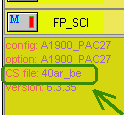 M FP_SCI
config: A1900_PAC27
option: A1900_PAC27
CS file: 40ar_be
version: 6.3.35